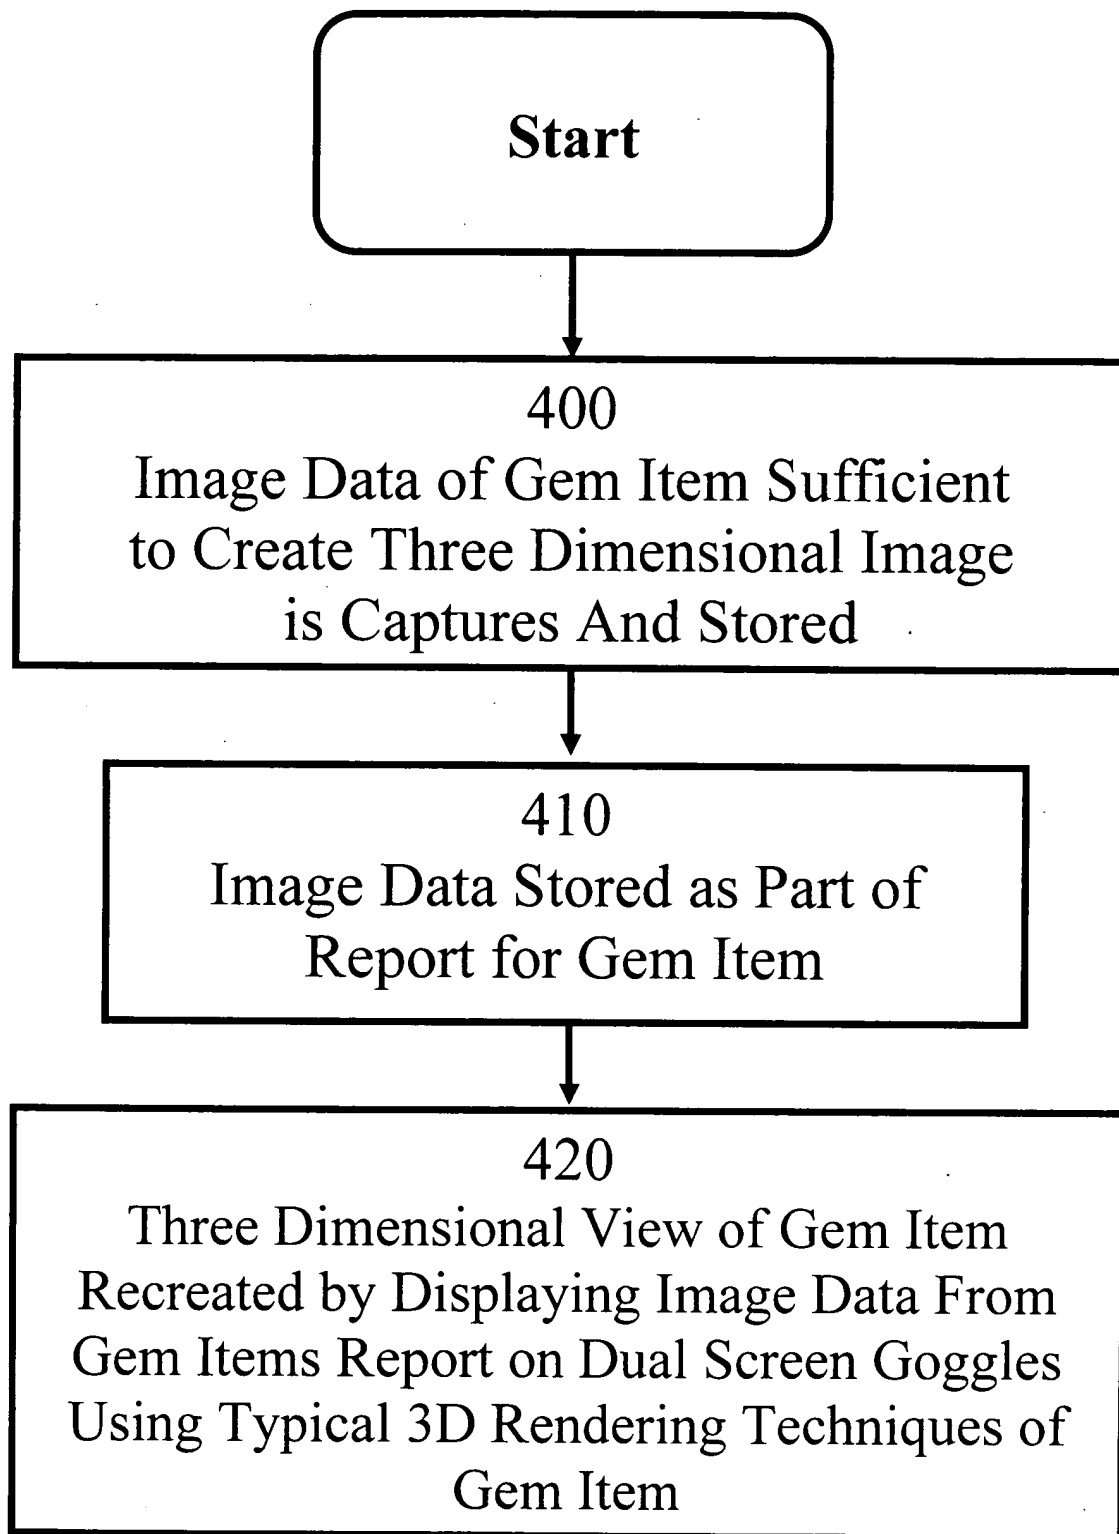 Start
400
Image Data of Gem Item Sufficient
to Create Three Dimensional Image
is Captures And Stored
410
Image Data Stored as Part of
Report for Gem Item
420
Three Dimensional View of Gem Item
Recreated by Displaying Image Data From
Gem Items Report on Dual Screen Goggles
Using Typical 3D Rendering Techniques of
Gem Item